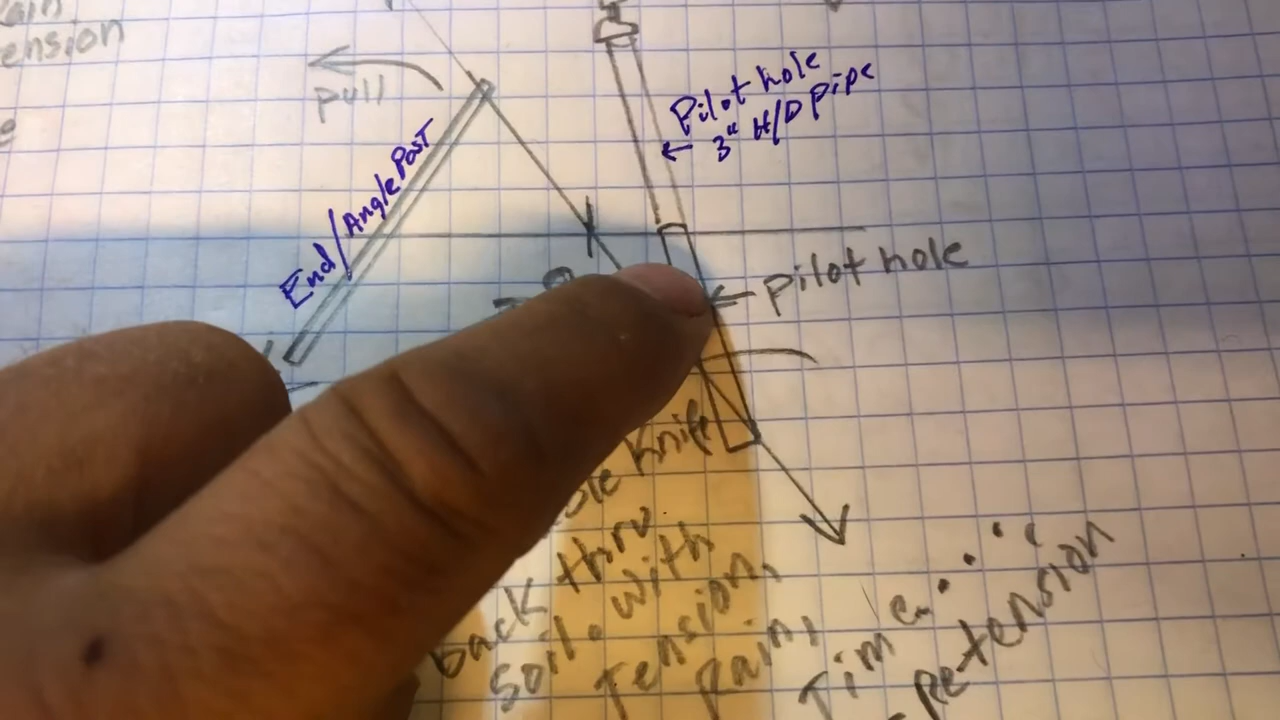 ension
pull
Pilot hole
3" H/D Pipe
End/Angle Post
Pilot hole
Knife
back thru
soil with
Tension,
Rain,
Time....
retension